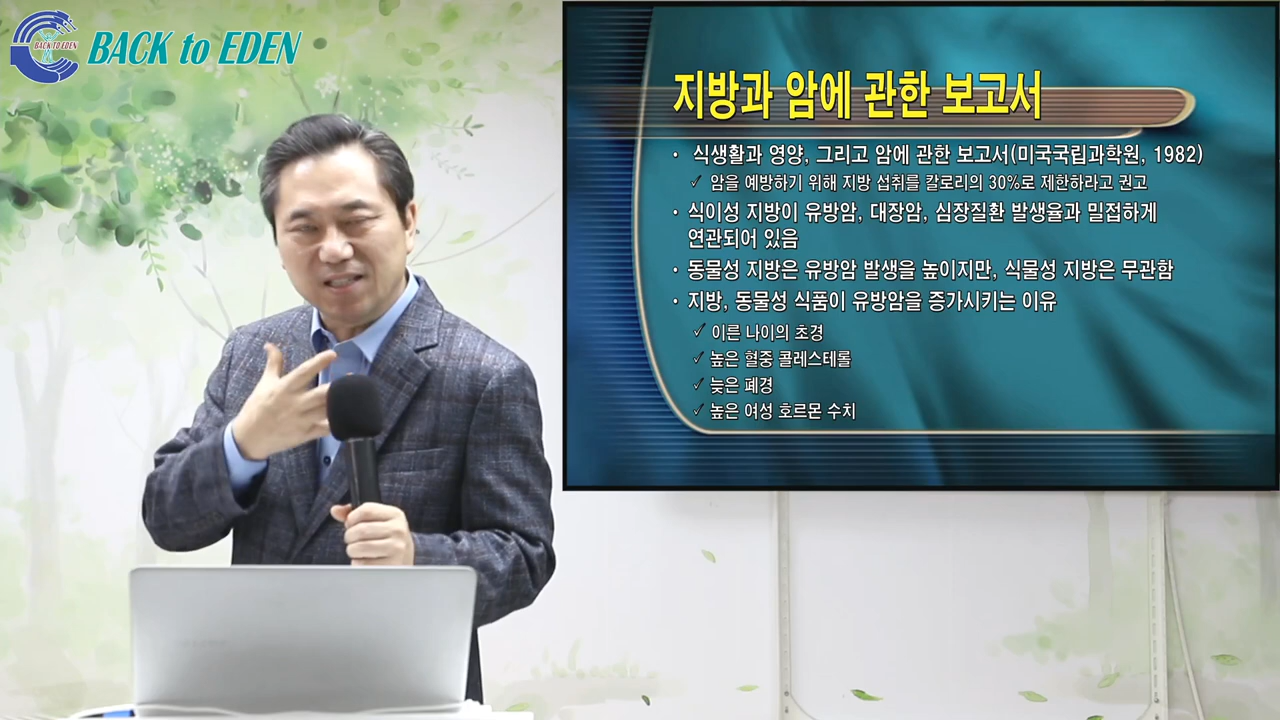 BACK TO EDEN
BACK to EDEN
지방과 암에 관한 보고서
• 식생활과 영양, 그리고 암에 관한 보고서(미국국립과학원, 1982)
✓ 암을 예방하기 위해 지방 섭취를 칼로리의 30%로 제한하라고 권고
• 식이성 지방이 유방암, 대장암, 심장질환 발생율과 밀접하게
연관되어 있음
• 동물성 지방은 유방암 발생을 높이지만, 식물성 지방은 무관함
• 지방, 동물성 식품이 유방암을 증가시키는 이유
✓ 이른 나이의 초경
✓ 높은 혈중 콜레스테롤
✓ 늦은 폐경
✓ 높은 여성 호르몬 수치